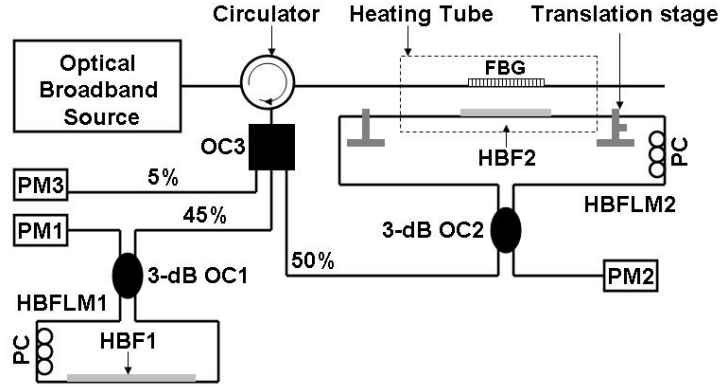 Circulator
Heating Tube
Translation stage
Optical
Broadband
Source
FBG
OC3
HBF2
PC
PM3
5%
HBFLM2
PM1
45%
3-dB OC2
3-dB OC1
50%
PM2
HBFLM1
PC
HBF1